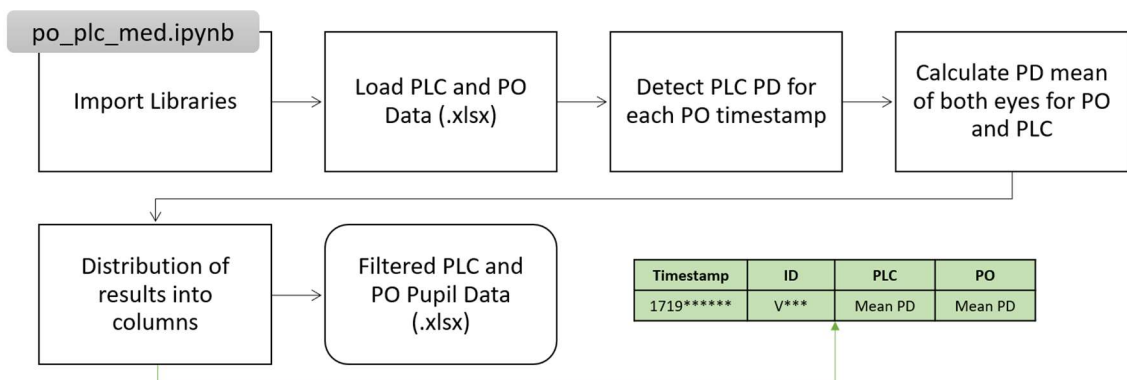 po_plc_med.ipynb
Import Libraries
Load PLC and PO
Data (.xlsx)
Detect PLC PD for
each PO timestamp
Calculate PD mean
of both eyes for PO
and PLC
Distribution of
results into
columns
Filtered PLC and
PO Pupil Data
(.xlsx)
Timestamp ID PLC PO
1719****** V*** Mean PD Mean PD